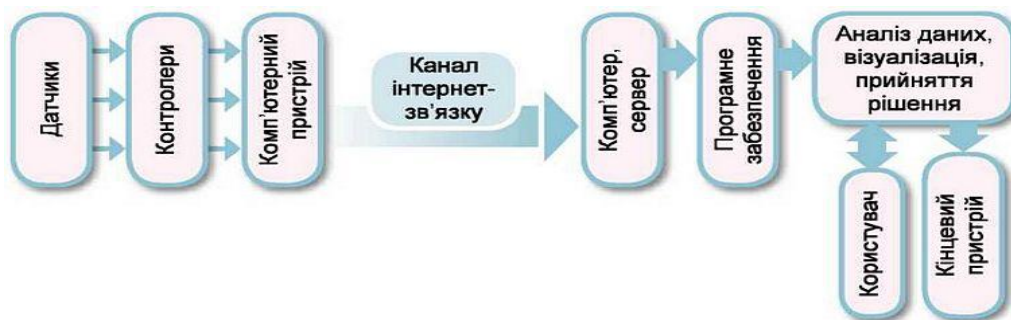 Датчики
Контролери
Комп'ютерний
пристрій
Канал
інтернет-
зв'язку
Комп'ютер,
сервер
Програмне
забезпечення
Аналіз даних,
візуалізація,
прийняття
рішення
Користувач
Кінцевий
пристрій